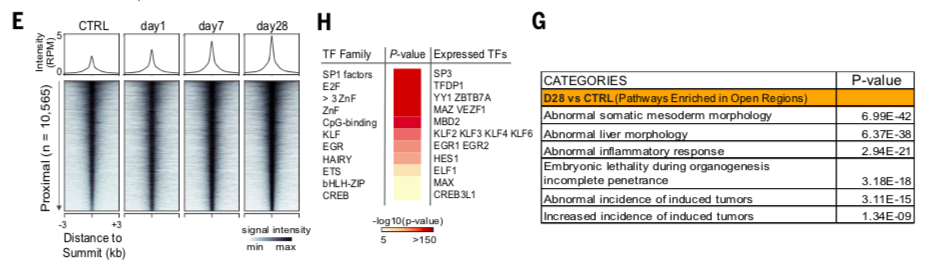 E
CTRL day1 day7 day28
Intensity
(RPM)
5
0
Proximal (n = 10,565)
-3 +3
Distance to
Summit (kb)
signal intensity
min max
H
TF Family P-value Expressed TFs
SP1 factors SP3
E2F TFDP1
> 3 ZnF YY1 ZBTB7A
ZnF MAZ VEZF1
CpG-binding MBD2
KLF KLF2 KLF3 KLF4 KLF6
EGR EGR1 EGR2
HAIRY HES1
ETS ELF1
bHLH-ZIP MAX
CREB CREB3L1
-log10(p-value)
5 >150
G
CATEGORIES P-value
D28 vs CTRL (Pathways Enriched in Open Regions)
Abnormal somatic mesoderm morphology 6.99E-42
Abnormal liver morphology 6.37E-38
Abnormal inflammatory response 2.94E-21
Embryonic lethality during organogenesis
incomplete penetrance 3.18E-18
Abnormal incidence of induced tumors 3.11E-15
Increased incidence of induced tumors 1.34E-09